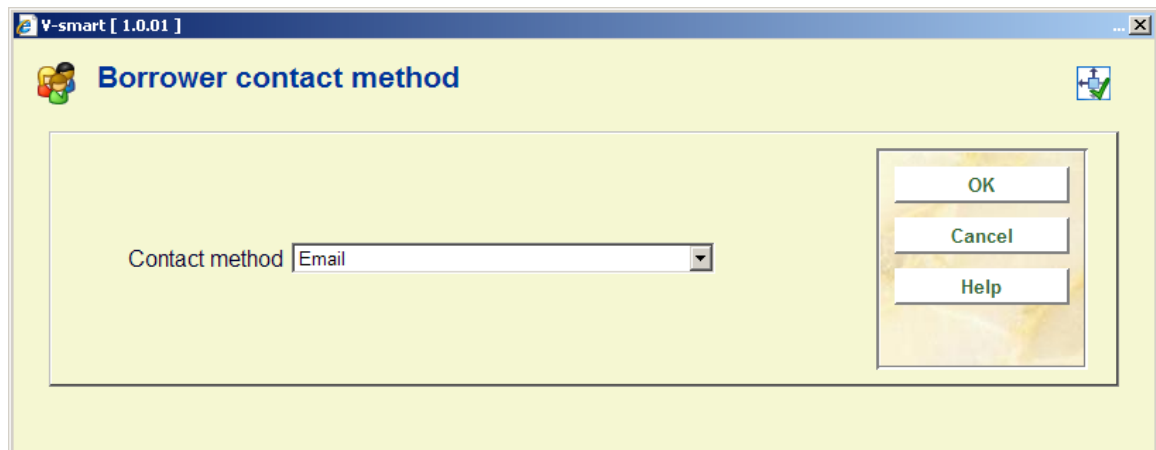 V-smart [ 1.0.01 ]
...
Borrower contact method
OK
Contact method Email
Cancel
Help